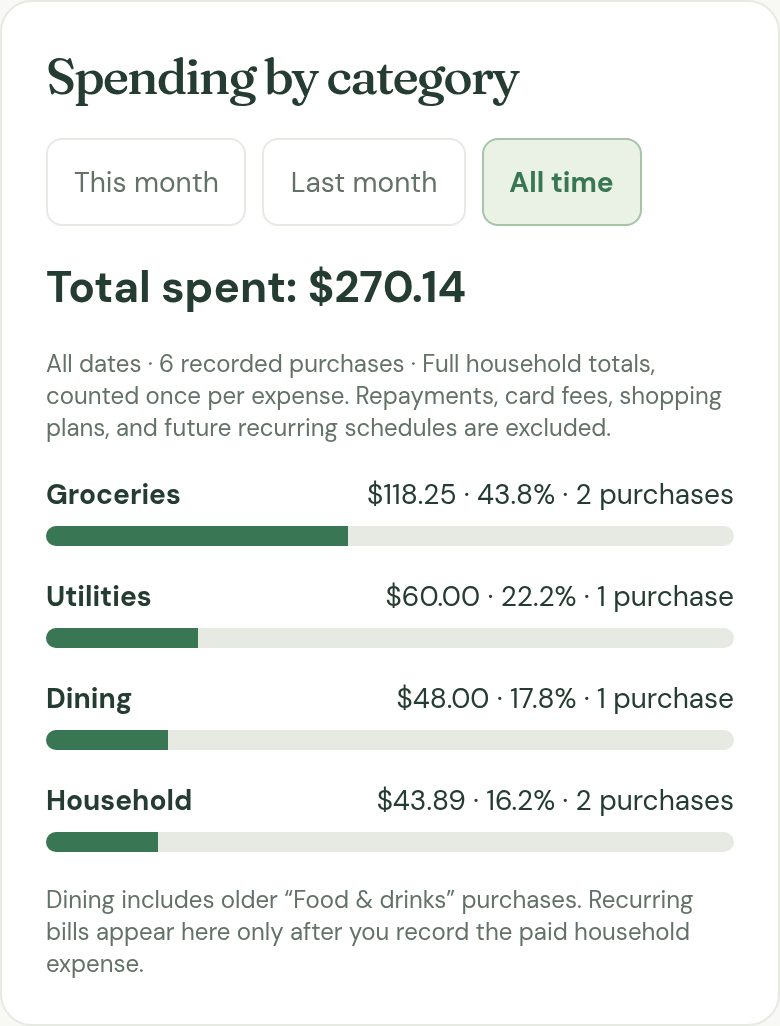 Spending by category
This month
Last month
All time
Total spent: $270.14
All dates · 6 recorded purchases · Full household totals,
counted once per expense. Repayments, card fees, shopping
plans, and future recurring schedules are excluded.
Groceries $118.25 · 43.8% · 2 purchases
Utilities $60.00 · 22.2% · 1 purchase
Dining $48.00 · 17.8% · 1 purchase
Household $43.89 · 16.2% · 2 purchases
Dining includes older “Food & drinks” purchases. Recurring
bills appear here only after you record the paid household
expense.